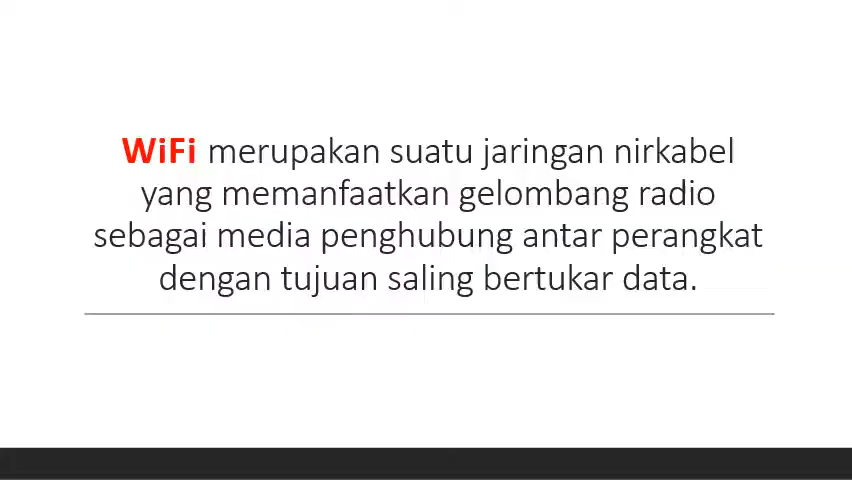 WiFi merupakan suatu jaringan nirkabel
yang memanfaatkan gelombang radio
sebagai media penghubung antar perangkat
dengan tujuan saling bertukar data.